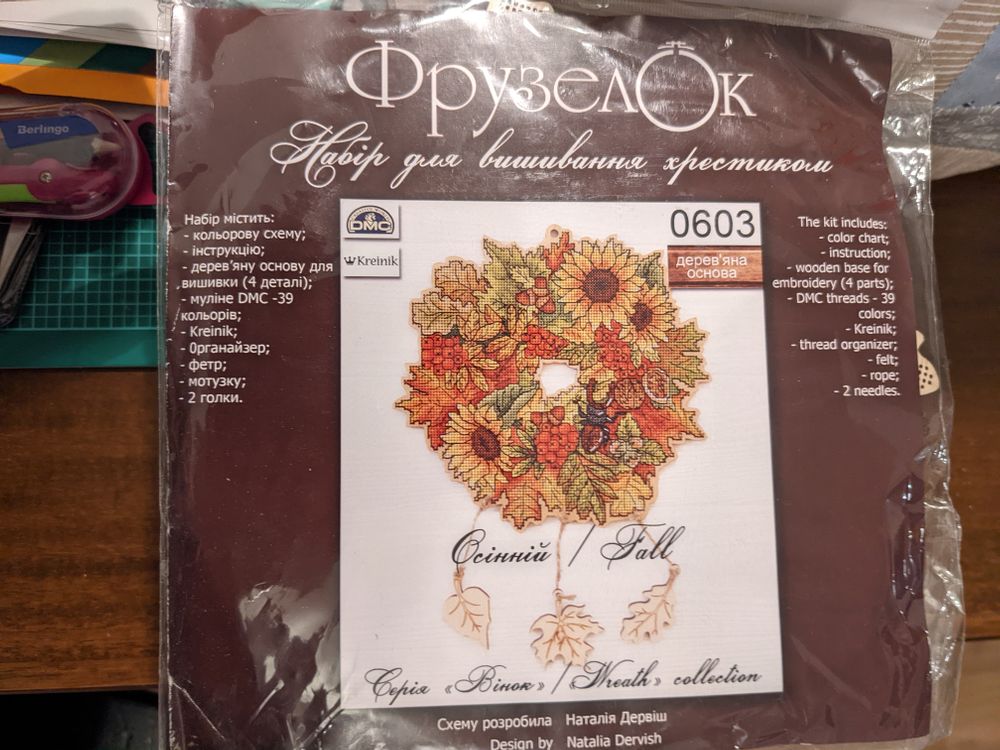 ФрузелОк
Набір для вишивання хрестиком
Berlingo
Набір містить:
- кольорову схему;
- інструкцію;
- дерев'яну основу для
вишивки (4 деталі);
- муліне DMC -39
кольорів;
- Kreinik;
- Органайзер;
- фетр;
- мотузку;
- 2 голки.
DMC
Kreinik
0603
дерев'яна
основа
The kit includes:
- color chart;
- instruction;
- wooden base for
embroidery (4 parts);
- DMC threads - 39
colors;
- Kreinik;
- thread organizer;
- felt;
- rope;
- 2 needles.
Осінній / Fall
Серія «Вінок» / «Wreath» collection
Схему розробила Наталія Дервіш
Design by Natalia Dervish